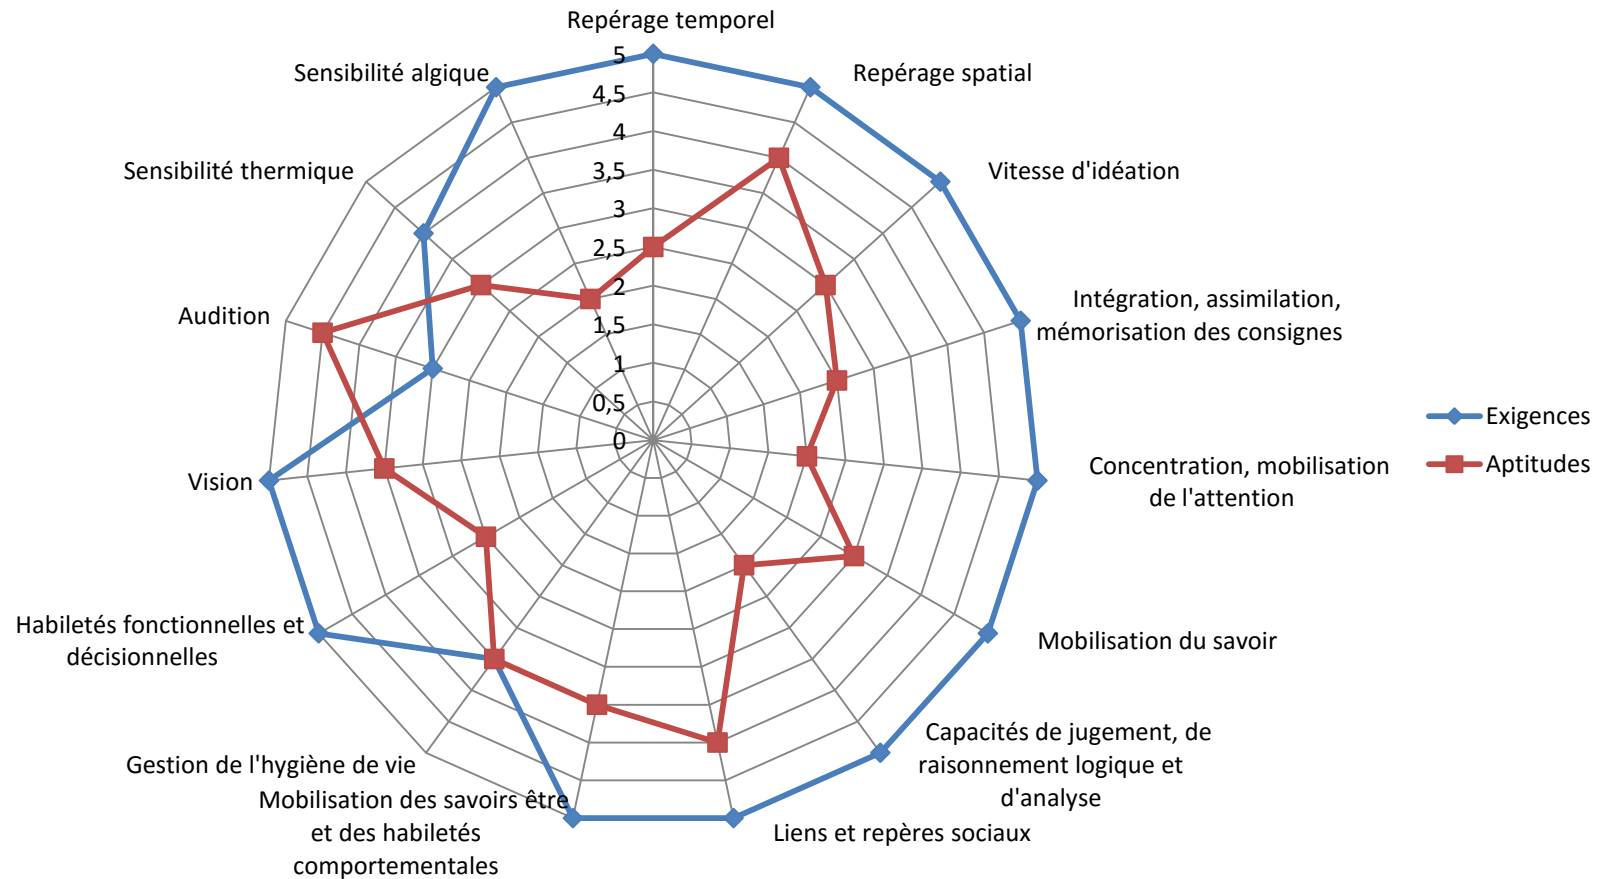 Repérage temporel
Repérage spatial
Vitesse d'idéation
Intégration, assimilation,
mémorisation des consignes
Concentration, mobilisation
de l'attention
Mobilisation du savoir
Capacités de jugement, de
raisonnement logique et
d'analyse
Liens et repères sociaux
Mobilisation des savoirs être
et des habiletés
comportementales
Gestion de l'hygiène de vie
Habiletés fonctionnelles et
décisionnelles
Vision
Audition
Sensibilité thermique
Sensibilité algique
5
4,5
4
3,5
3
2,5
2
1,5
1
0,5
0
Exigences
Aptitudes